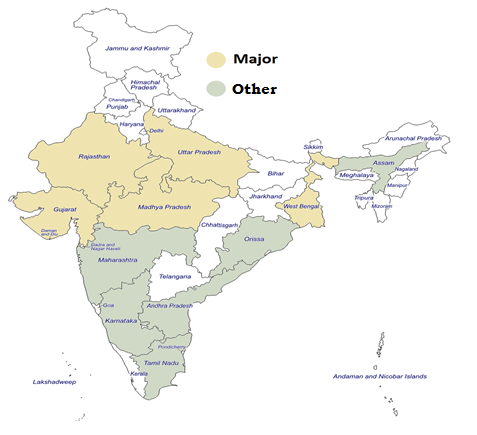 Jammu and Kashmir
Major
Other
Himachal
Pradesh
Chandigarh
Punjab
Uttarakhand
Haryana
Delhi
Rajasthan
Uttar Pradesh
Sikkim
Arunachal Pradesh
Assam
Nagaland
Meghalaya
Manipur
Bihar
Tripura
Mizoram
Jharkhand
Gujarat
Madhya Pradesh
West Bengal
Chhattisgarh
Daman
and Diu
Dadra and
Nagar Haveli
Orissa
Maharashtra
Telangana
Goa
Andhra Pradesh
Karnataka
Pondicherry
Tamil Nadu
Kerala
Lakshadweep
Andaman and Nicobar Islands